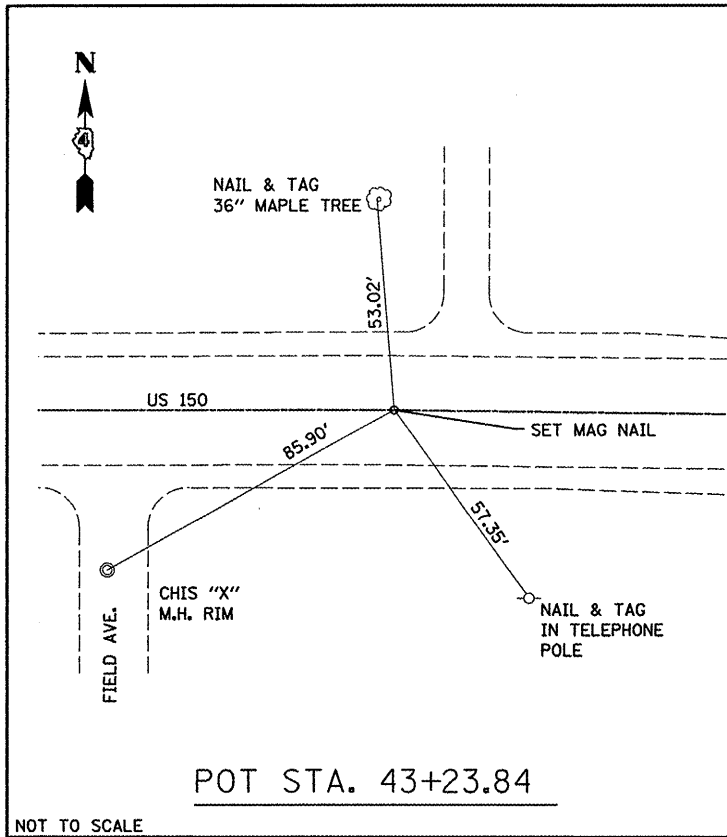 N
4
NAIL & TAG
36" MAPLE TREE
53.02'
US 150
SET MAG NAIL
85.90'
57.35'
CHIS "X"
M.H. RIM
FIELD AVE.
NAIL & TAG
IN TELEPHONE
POLE
POT STA. 43+23.84
NOT TO SCALE